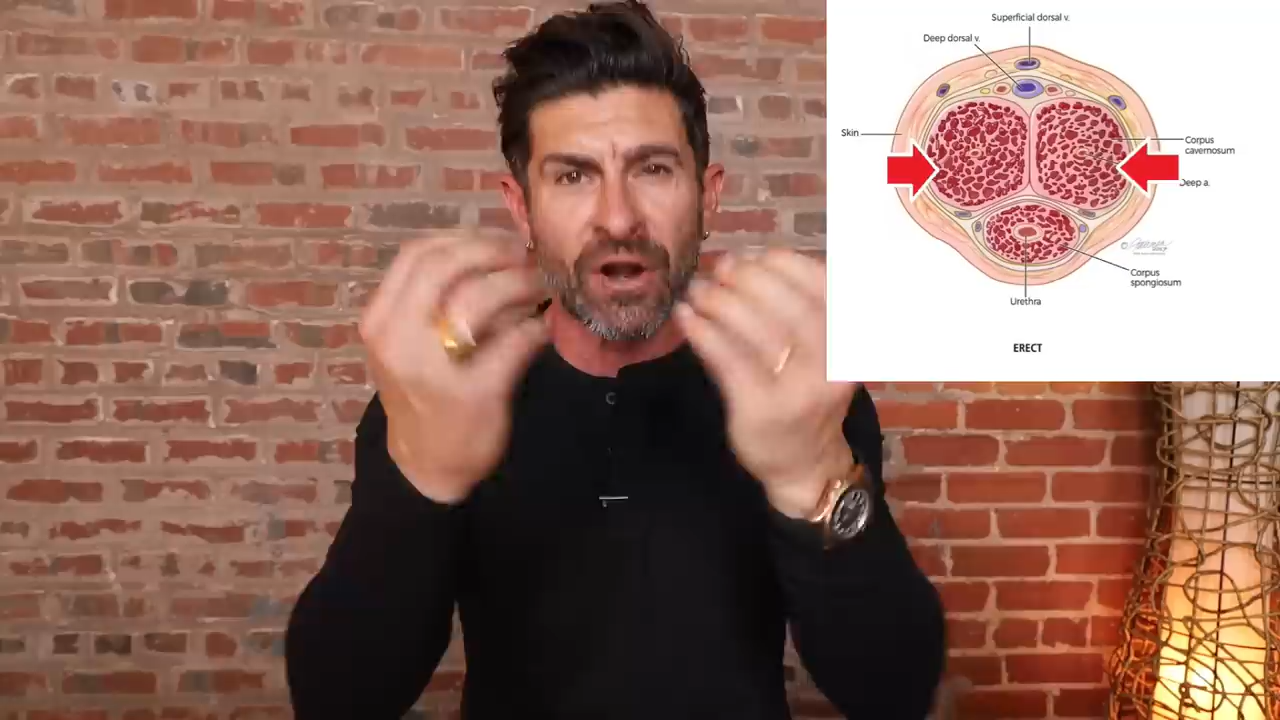 Superficial dorsal v.
Deep dorsal v.
Skin
Corpus
cavernosum
Deep a.
Corpus
spongiosum
Urethra
ERECT